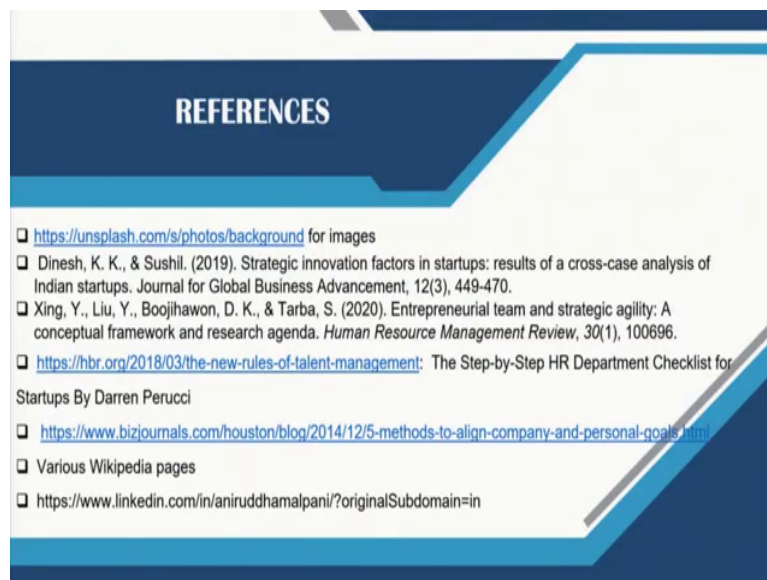 REFERENCES
❑ https://unsplash.com/s/photos/background for images
❑ Dinesh, K. K., & Sushil. (2019). Strategic innovation factors in startups: results of a cross-case analysis of
Indian startups. Journal for Global Business Advancement, 12(3), 449-470.
❑ Xing, Y., Liu, Y., Boojihawon, D. K., & Tarba, S. (2020). Entrepreneurial team and strategic agility: A
conceptual framework and research agenda. Human Resource Management Review, 30(1), 100696.
❑ https://hbr.org/2018/03/the-new-rules-of-talent-management: The Step-by-Step HR Department Checklist for
Startups By Darren Perucci
❑ https://www.bizjournals.com/houston/blog/2014/12/5-methods-to-align-company-and-personal-goals.html
❑ Various Wikipedia pages
❑ https://www.linkedin.com/in/aniruddhamalpani/?originalSubdomain=in